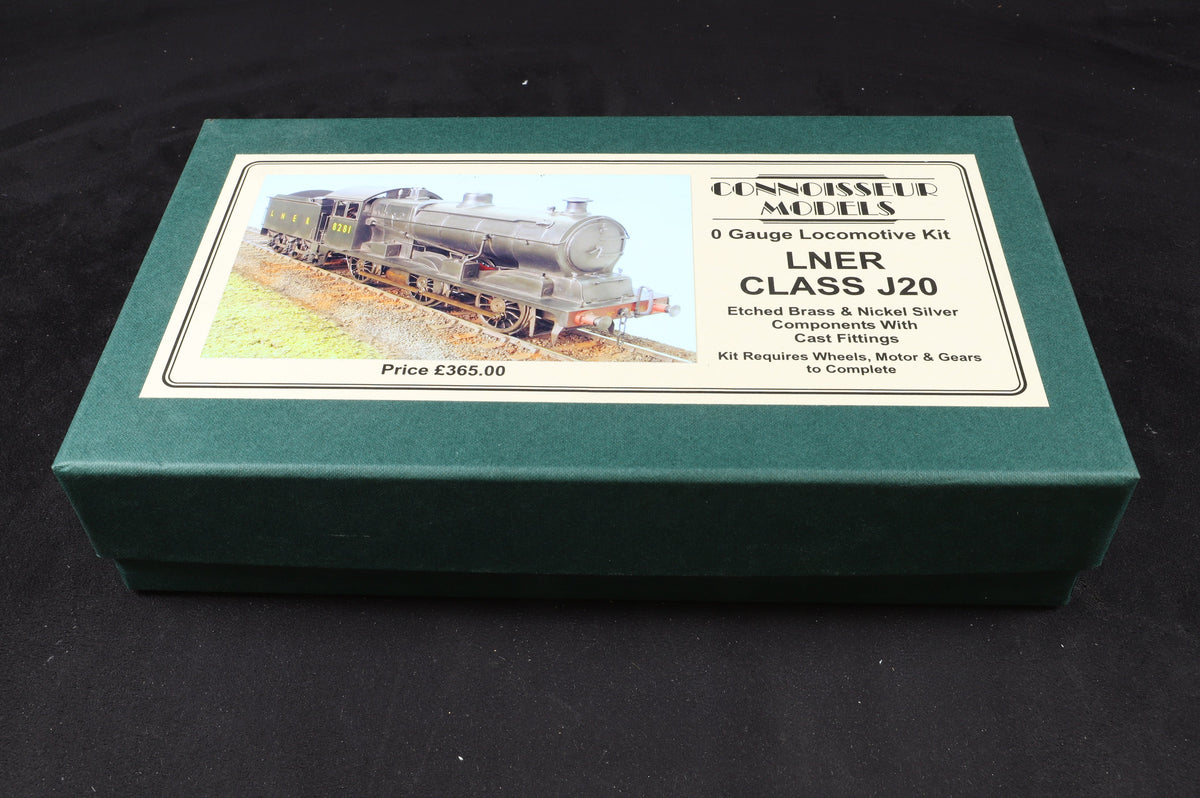 CONNOISSEUR
MODELS
0 Gauge Locomotive Kit
LNER
CLASS J20
Etched Brass & Nickel Silver
Components With
Cast Fittings
Kit Requires Wheels, Motor & Gears
to Complete
L N E R
8281
Price £365.00